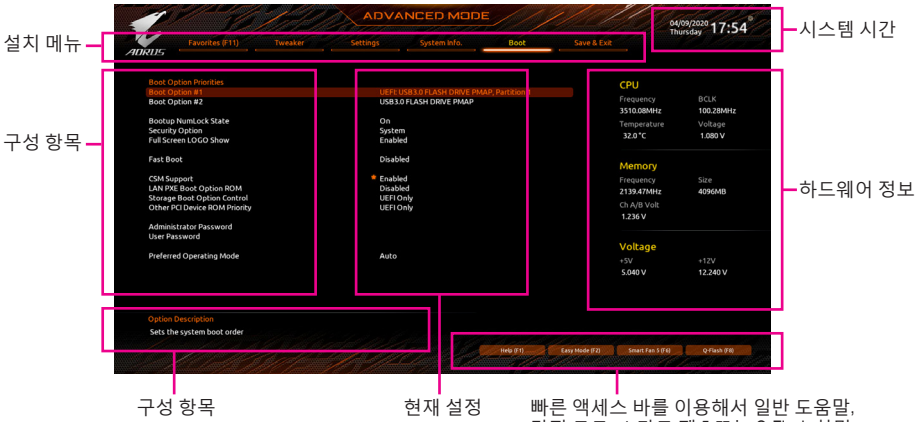 ADVANCED MODE
04/09/2020
Thursday 17:54
시스템 시간
설치 메뉴
AORUS
Favorites (F11) Tweaker Settings System Info. Boot Save & Exit
구성 항목
Boot Option Priorities
Boot Option #1 UEFI: USB3.0 FLASH DRIVE PMAP, Partition 1
Boot Option #2 USB3.0 FLASH DRIVE PMAP
Bootup NumLock State On
Security Option System
Full Screen LOGO Show Enabled
Fast Boot Disabled
CSM Support * Enabled
LAN PXE Boot Option ROM Disabled
Storage Boot Option Control UEFI Only
Other PCI Device ROM Priority UEFI Only
Administrator Password
User Password
Preferred Operating Mode Auto
CPU
Frequency BCLK
3510.08MHz 100.28MHz
Temperature Voltage
32.0 °C 1.080 V
Memory
Frequency Size
2139.47MHz 4096MB
Ch A/B Volt
1.236 V
Voltage
+5V +12V
5.040 V 12.240 V
하드웨어 정보
Option Description
Sets the system boot order
Help (F1) Easy Mode (F2) Smart Fan 5 (F6) Q-Flash (F8)
구성 항목
현재 설정
빠른 액세스 바를 이용해서 일반 도움말,